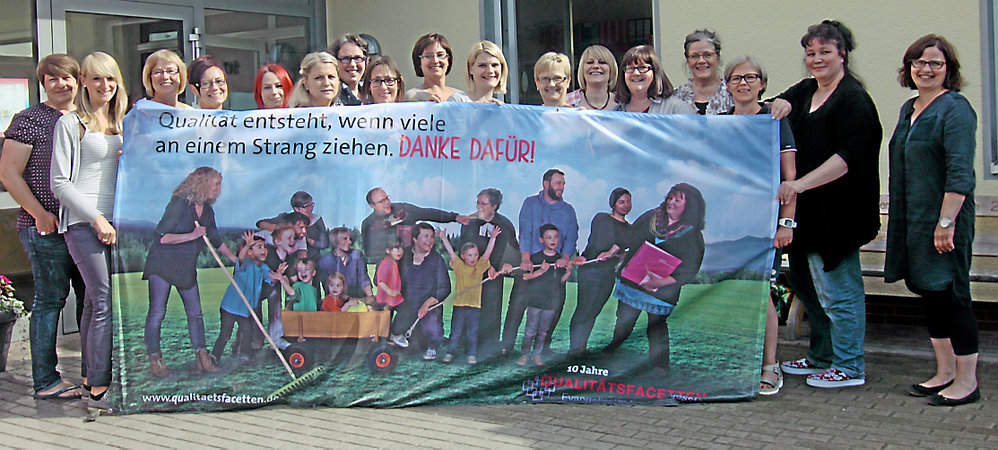 Qualität entsteht, wenn viele
an einem Strang ziehen. DANKE DAFÜR!
10 Jahre
QUALITÄTSFACETTEN
www.qualitaetsfacetten.de